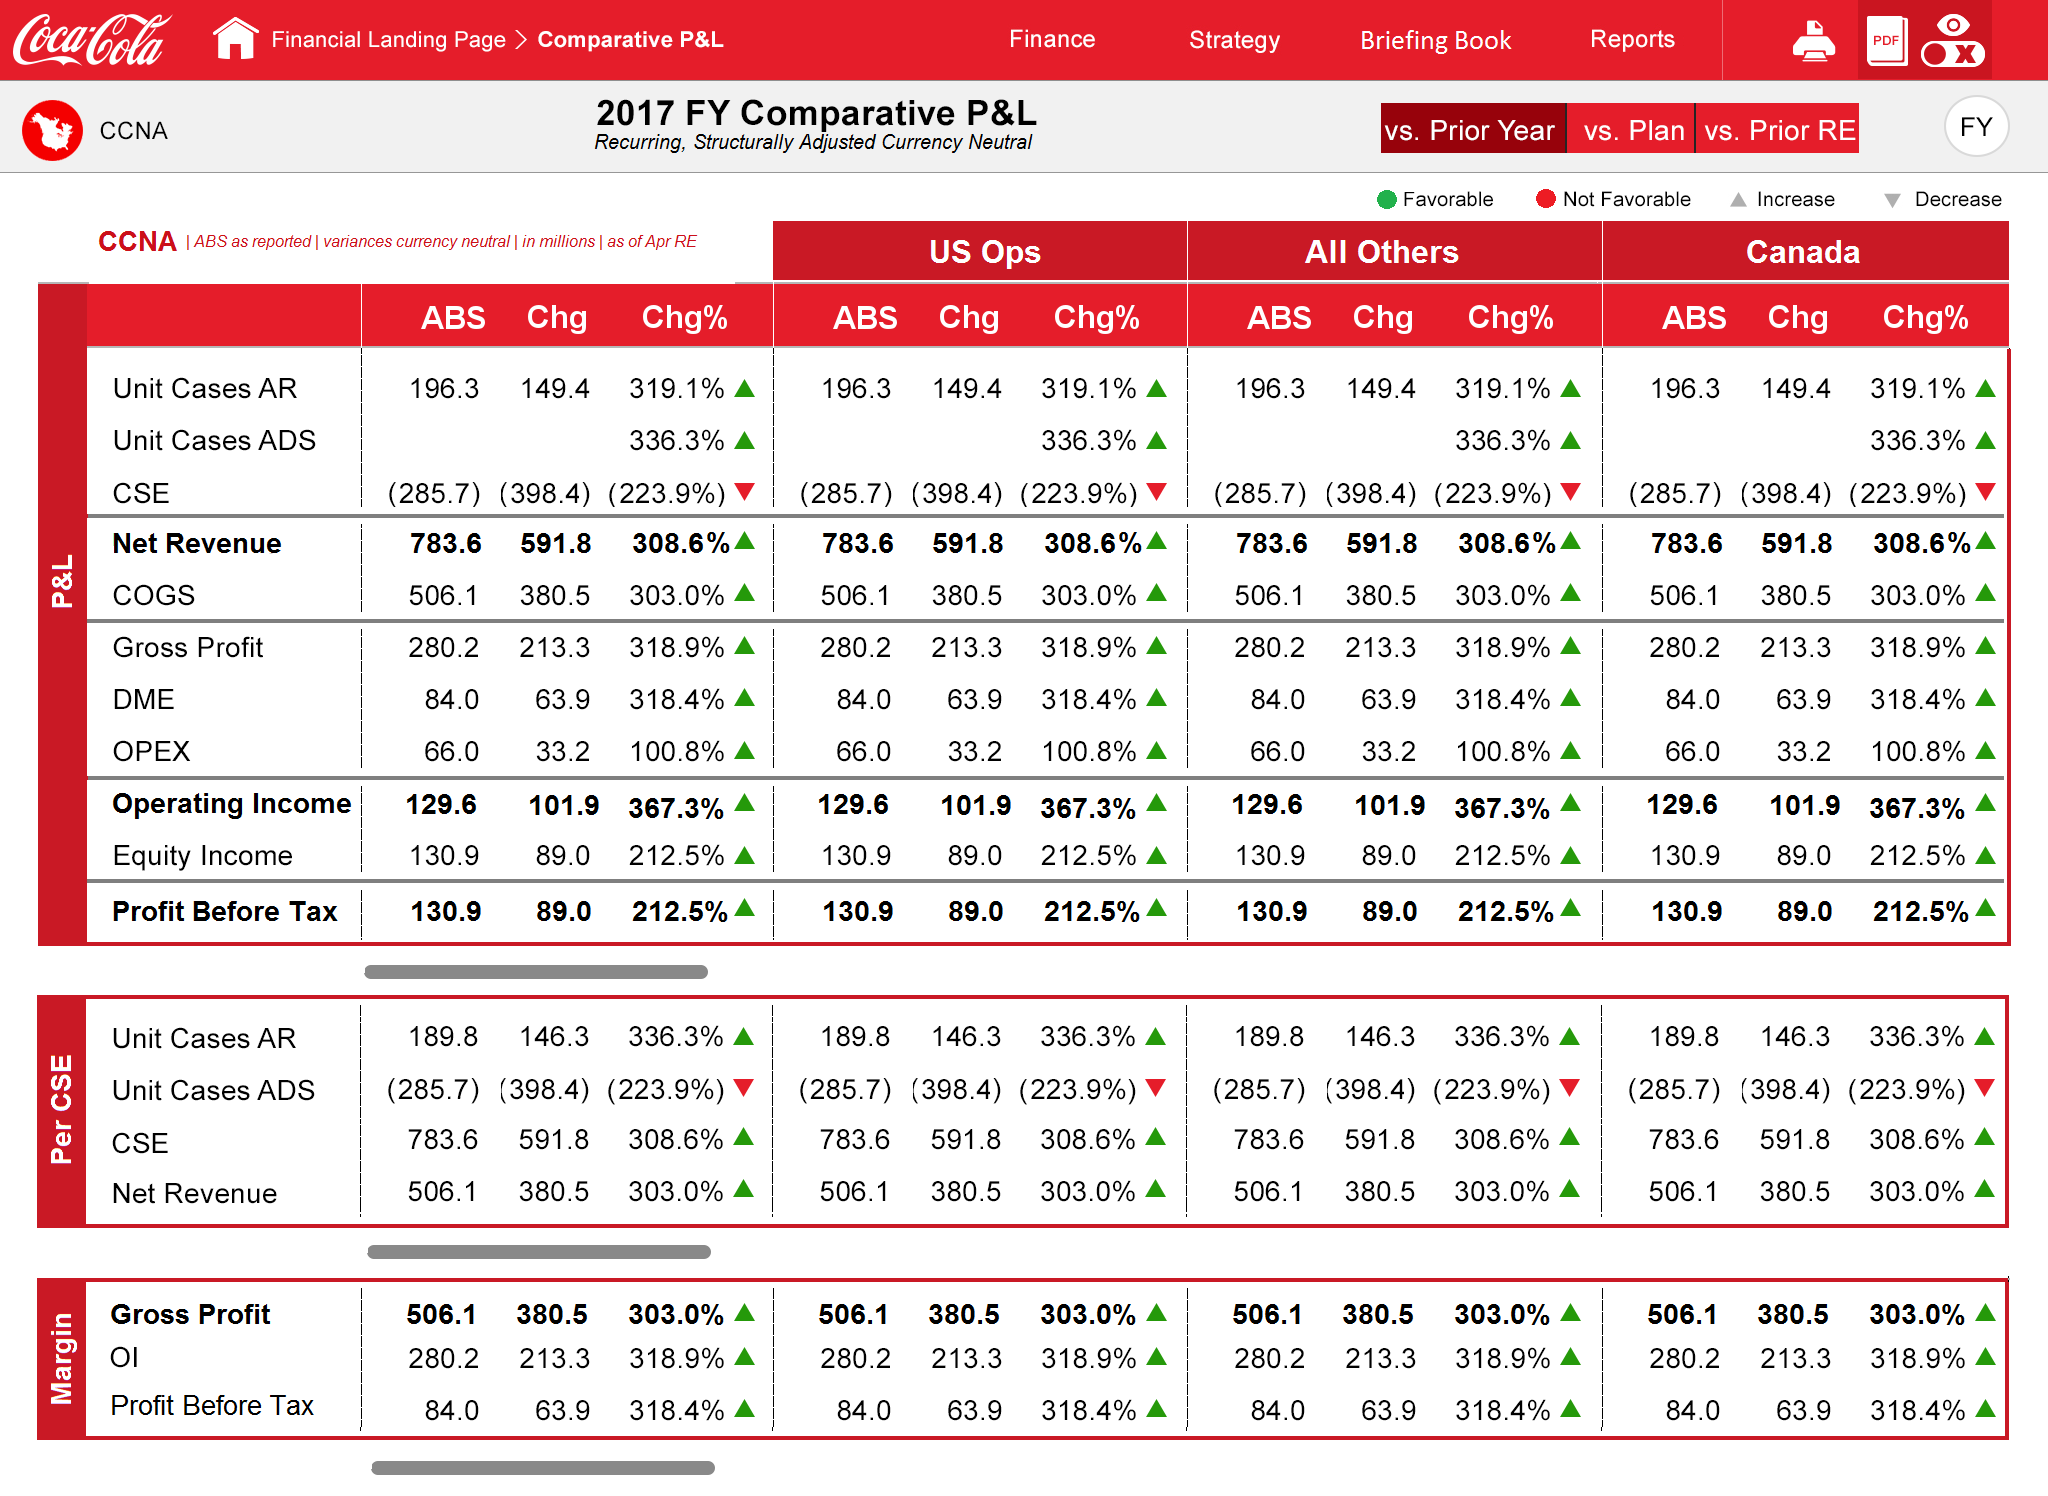 Coca-Cola Financial Landing Page > Comparative P&L Finance Strategy Briefing Book Reports PDF X
CCNA 2017 FY Comparative P&L vs. Prior Year vs. Plan vs. Prior RE FY
Recurring, Structurally Adjusted Currency Neutral
Favorable Not Favorable Increase Decrease
CCNA | ABS as reported | variances currency neutral | in millions | as of Apr RE US Ops All Others Canada
ABS Chg Chg% ABS Chg Chg% ABS Chg Chg% ABS Chg Chg%
P&L
Unit Cases AR 196.3 149.4 319.1% 196.3 149.4 319.1% 196.3 149.4 319.1% 196.3 149.4 319.1%
Unit Cases ADS 336.3% 336.3% 336.3% 336.3%
CSE (285.7) (398.4) (223.9%) (285.7) (398.4) (223.9%) (285.7) (398.4) (223.9%) (285.7) (398.4) (223.9%)
Net Revenue 783.6 591.8 308.6% 783.6 591.8 308.6% 783.6 591.8 308.6% 783.6 591.8 308.6%
COGS 506.1 380.5 303.0% 506.1 380.5 303.0% 506.1 380.5 303.0% 506.1 380.5 303.0%
Gross Profit 280.2 213.3 318.9% 280.2 213.3 318.9% 280.2 213.3 318.9% 280.2 213.3 318.9%
DME 84.0 63.9 318.4% 84.0 63.9 318.4% 84.0 63.9 318.4% 84.0 63.9 318.4%
OPEX 66.0 33.2 100.8% 66.0 33.2 100.8% 66.0 33.2 100.8% 66.0 33.2 100.8%
Operating Income 129.6 101.9 367.3% 129.6 101.9 367.3% 129.6 101.9 367.3% 129.6 101.9 367.3%
Equity Income 130.9 89.0 212.5% 130.9 89.0 212.5% 130.9 89.0 212.5% 130.9 89.0 212.5%
Profit Before Tax 130.9 89.0 212.5% 130.9 89.0 212.5% 130.9 89.0 212.5% 130.9 89.0 212.5%
Per CSE
Unit Cases AR 189.8 146.3 336.3% 189.8 146.3 336.3% 189.8 146.3 336.3% 189.8 146.3 336.3%
Unit Cases ADS (285.7) (398.4) (223.9%) (285.7) (398.4) (223.9%) (285.7) (398.4) (223.9%) (285.7) (398.4) (223.9%)
CSE 783.6 591.8 308.6% 783.6 591.8 308.6% 783.6 591.8 308.6% 783.6 591.8 308.6%
Net Revenue 506.1 380.5 303.0% 506.1 380.5 303.0% 506.1 380.5 303.0% 506.1 380.5 303.0%
Margin
Gross Profit 506.1 380.5 303.0% 506.1 380.5 303.0% 506.1 380.5 303.0% 506.1 380.5 303.0%
OI 280.2 213.3 318.9% 280.2 213.3 318.9% 280.2 213.3 318.9% 280.2 213.3 318.9%
Profit Before Tax 84.0 63.9 318.4% 84.0 63.9 318.4% 84.0 63.9 318.4% 84.0 63.9 318.4%